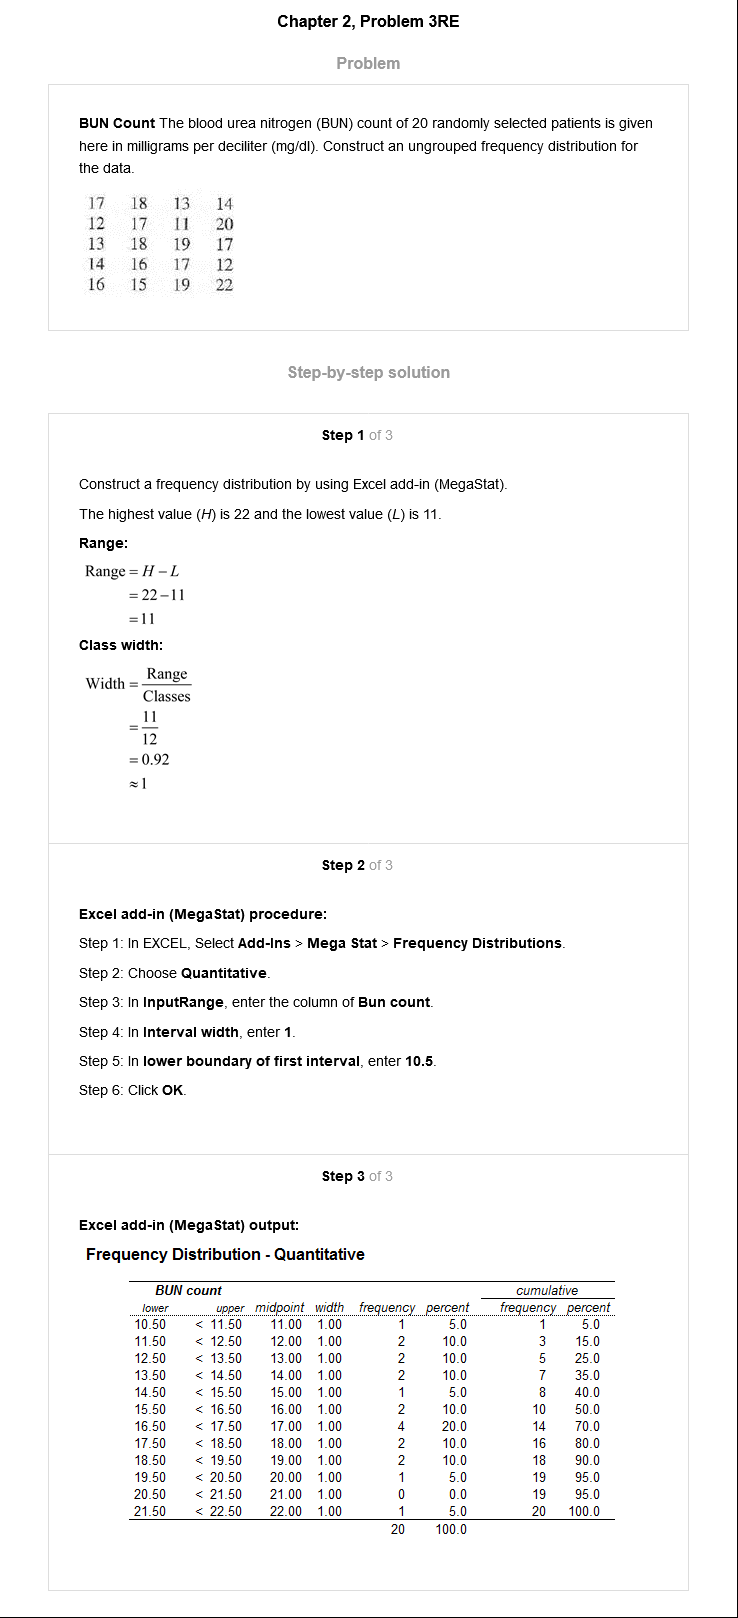 Chapter 2, Problem 3RE
Problem
BUN Count The blood urea nitrogen (BUN) count of 20 randomly selected patients is given
here in milligrams per deciliter (mg/dl). Construct an ungrouped frequency distribution for
the data.
17 18 13 14
12 17 11 20
13 18 19 17
14 16 17 12
16 15 19 22
Step-by-step solution
Step 1 of 3
Construct a frequency distribution by using Excel add-in (MegaStat).
The highest value (H) is 22 and the lowest value (L) is 11.
Range:
Range = H – L
= 22 – 11
= 11
Class width:
Width = Range / Classes
= 11 / 12
= 0.92
≈ 1
Step 2 of 3
Excel add-in (MegaStat) procedure:
Step 1: In EXCEL, Select Add-Ins > Mega Stat > Frequency Distributions.
Step 2: Choose Quantitative.
Step 3: In InputRange, enter the column of Bun count.
Step 4: In Interval width, enter 1.
Step 5: In lower boundary of first interval, enter 10.5.
Step 6: Click OK.
Step 3 of 3
Excel add-in (MegaStat) output:
Frequency Distribution - Quantitative
BUN count cumulative
lower upper midpoint width frequency percent frequency percent
10.50 < 11.50 11.00 1.00 1 5.0 1 5.0
11.50 < 12.50 12.00 1.00 2 10.0 3 15.0
12.50 < 13.50 13.00 1.00 2 10.0 5 25.0
13.50 < 14.50 14.00 1.00 2 10.0 7 35.0
14.50 < 15.50 15.00 1.00 1 5.0 8 40.0
15.50 < 16.50 16.00 1.00 2 10.0 10 50.0
16.50 < 17.50 17.00 1.00 4 20.0 14 70.0
17.50 < 18.50 18.00 1.00 2 10.0 16 80.0
18.50 < 19.50 19.00 1.00 2 10.0 18 90.0
19.50 < 20.50 20.00 1.00 1 5.0 19 95.0
20.50 < 21.50 21.00 1.00 0 0.0 19 95.0
21.50 < 22.50 22.00 1.00 1 5.0 20 100.0
20 100.0